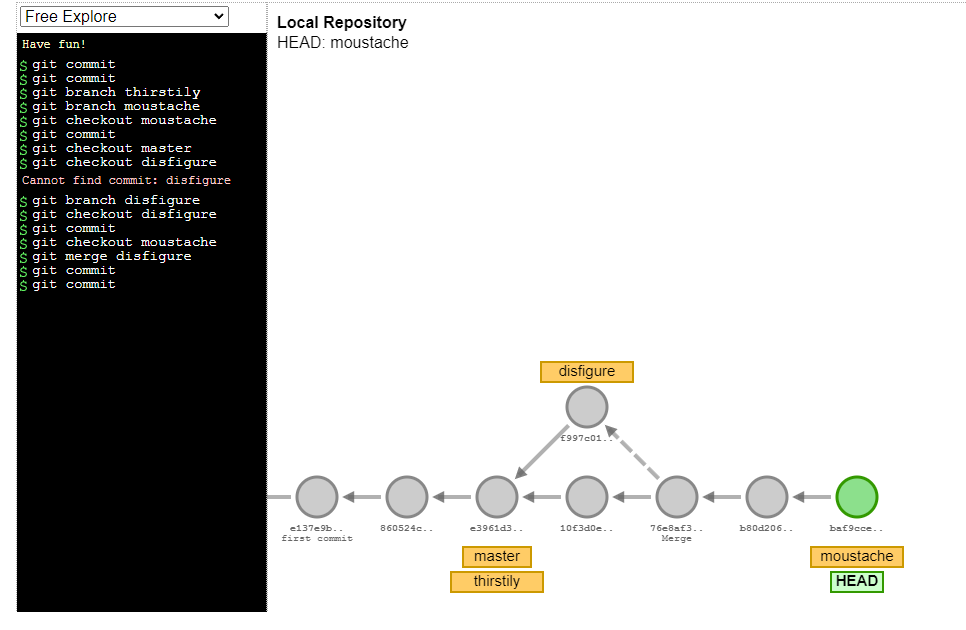 Free Explore
Have fun!
$ git commit
$ git commit
$ git branch thirstily
$ git branch moustache
$ git checkout moustache
$ git commit
$ git checkout master
$ git checkout disfigure
Cannot find commit: disfigure
$ git branch disfigure
$ git checkout disfigure
$ git commit
$ git checkout moustache
$ git merge disfigure
$ git commit
$ git commit
Local Repository
HEAD: moustache
disfigure
f997c01..
e137e9b..
first commit
860524c..
e3961d3..
10f3d0e..
76e8af3..
Merge
b80d206..
baf9cce..
master
thirstily
moustache
HEAD